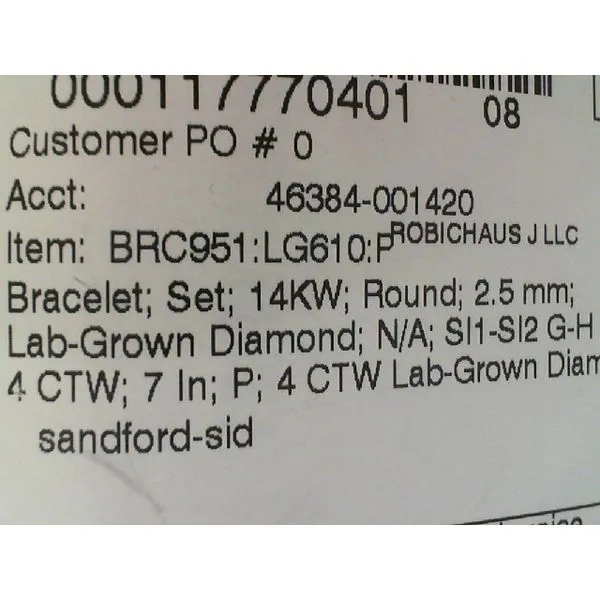 000117770401 08
Customer PO # 0
Acct: 46384-001420
Item: BRC951:LG610:P ROBICHAUS J LLC
Bracelet; Set; 14KW; Round; 2.5 mm;
Lab-Grown Diamond; N/A; SI1-SI2 G-H
4 CTW; 7 In; P; 4 CTW Lab-Grown Diam
sandford-sid